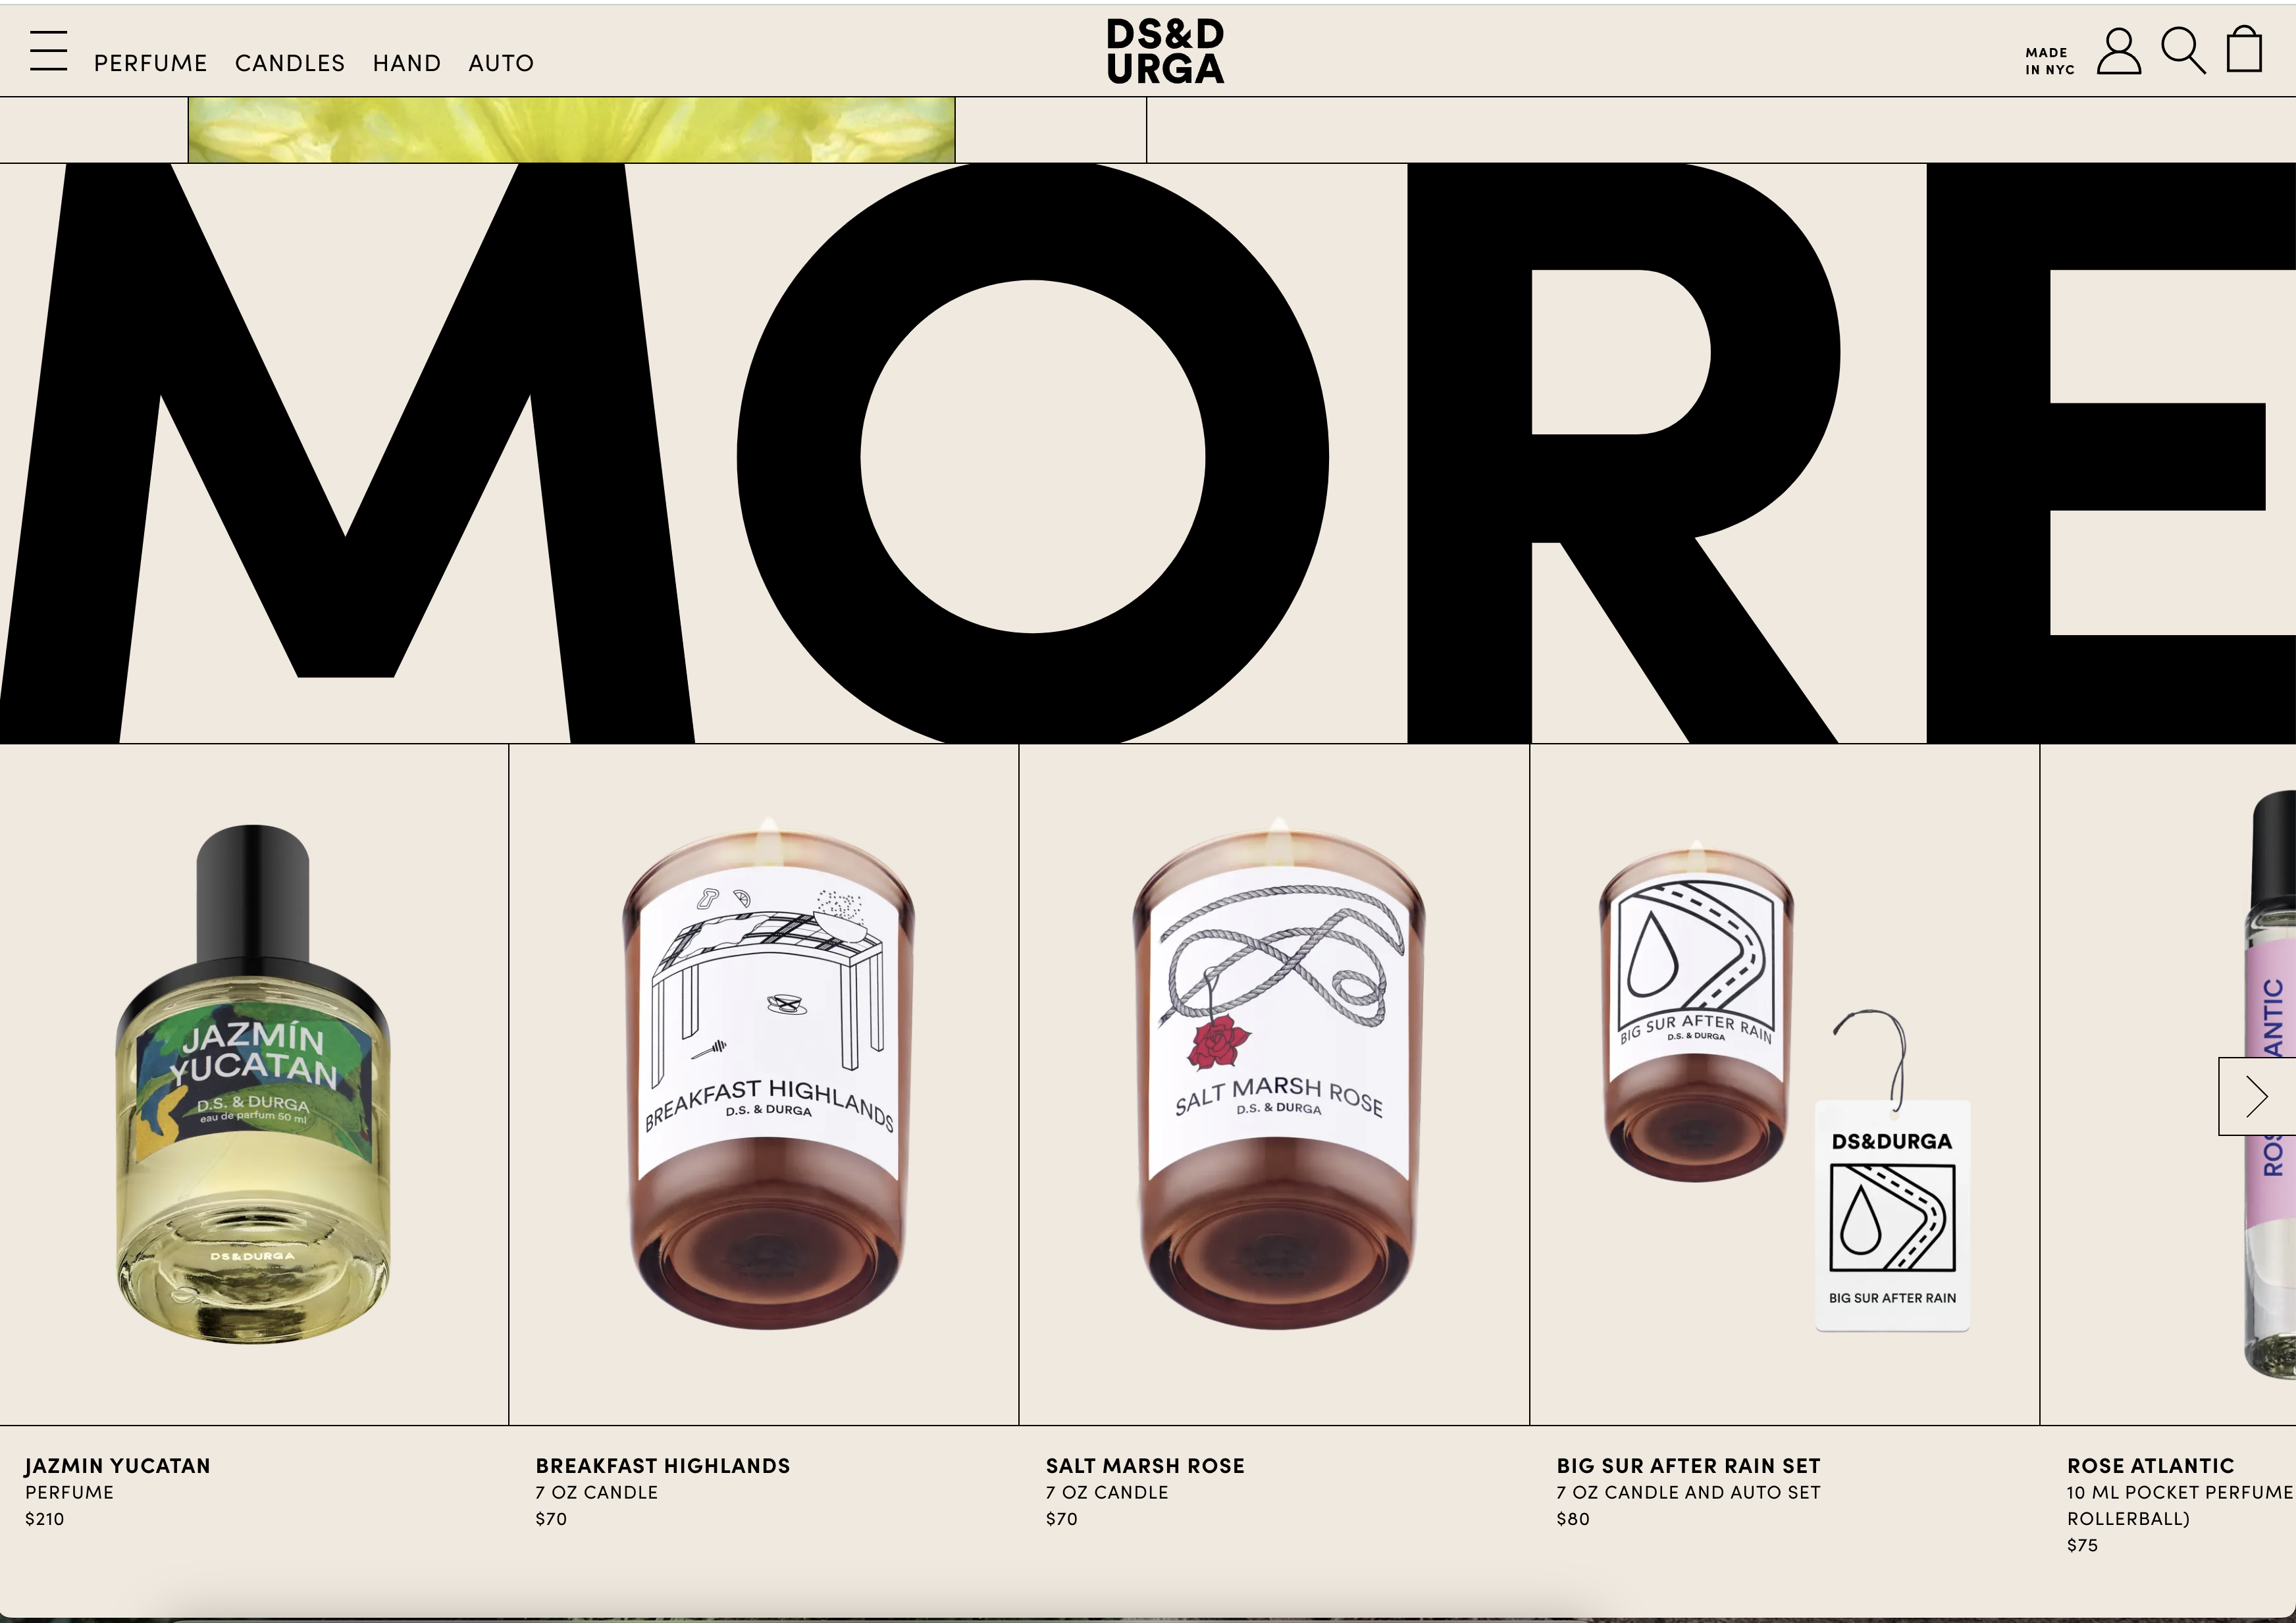 PERFUME CANDLES HAND AUTO
DS&D
URGA
MADE
IN NYC
MORE
JAZMÍN
YUCATAN
D.S. & DURGA
eau de parfum 50 ml
DS&DURGA
BREAKFAST HIGHLANDS
D.S. & DURGA
SALT MARSH ROSE
D.S. & DURGA
BIG SUR AFTER RAIN
D.S. & DURGA
DS&DURGA
BIG SUR AFTER RAIN
ROS
ANTIC
JAZMIN YUCATAN
PERFUME
$210
BREAKFAST HIGHLANDS
7 OZ CANDLE
$70
SALT MARSH ROSE
7 OZ CANDLE
$70
BIG SUR AFTER RAIN SET
7 OZ CANDLE AND AUTO SET
$80
ROSE ATLANTIC
10 ML POCKET PERFUME
ROLLERBALL)
$75